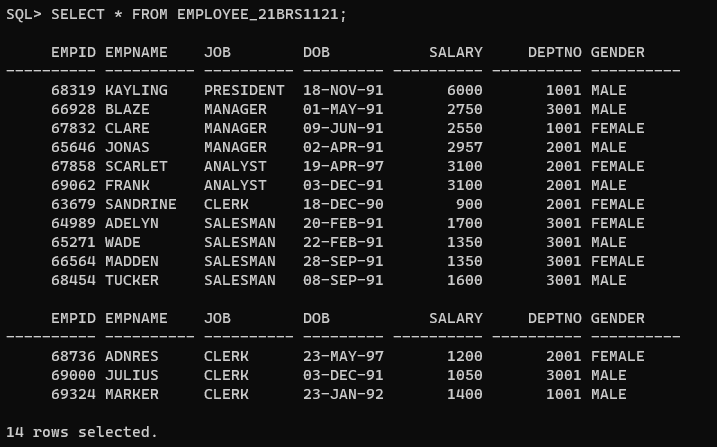 SQL> SELECT * FROM EMPLOYEE_21BRS1121;
     EMPID EMPNAME    JOB        DOB           SALARY     DEPTNO GENDER
---------- ---------- ---------- --------- ---------- ---------- ----------
     68319 KAYLING    PRESIDENT  18-NOV-91       6000       1001 MALE
     66928 BLAZE      MANAGER    01-MAY-91       2750       3001 MALE
     67832 CLARE      MANAGER    09-JUN-91       2550       1001 FEMALE
     65646 JONAS      MANAGER    02-APR-91       2957       2001 MALE
     67858 SCARLET    ANALYST    19-APR-97       3100       2001 FEMALE
     69062 FRANK      ANALYST    03-DEC-91       3100       2001 MALE
     63679 SANDRINE   CLERK      18-DEC-90        900       2001 FEMALE
     64989 ADELYN     SALESMAN   20-FEB-91       1700       3001 FEMALE
     65271 WADE       SALESMAN   22-FEB-91       1350       3001 MALE
     66564 MADDEN     SALESMAN   28-SEP-91       1350       3001 FEMALE
     68454 TUCKER     SALESMAN   08-SEP-91       1600       3001 MALE
     EMPID EMPNAME    JOB        DOB           SALARY     DEPTNO GENDER
---------- ---------- ---------- --------- ---------- ---------- ----------
     68736 ADNRES     CLERK      23-MAY-97       1200       2001 FEMALE
     69000 JULIUS     CLERK      03-DEC-91       1050       3001 MALE
     69324 MARKER     CLERK      23-JAN-92       1400       1001 MALE
14 rows selected.